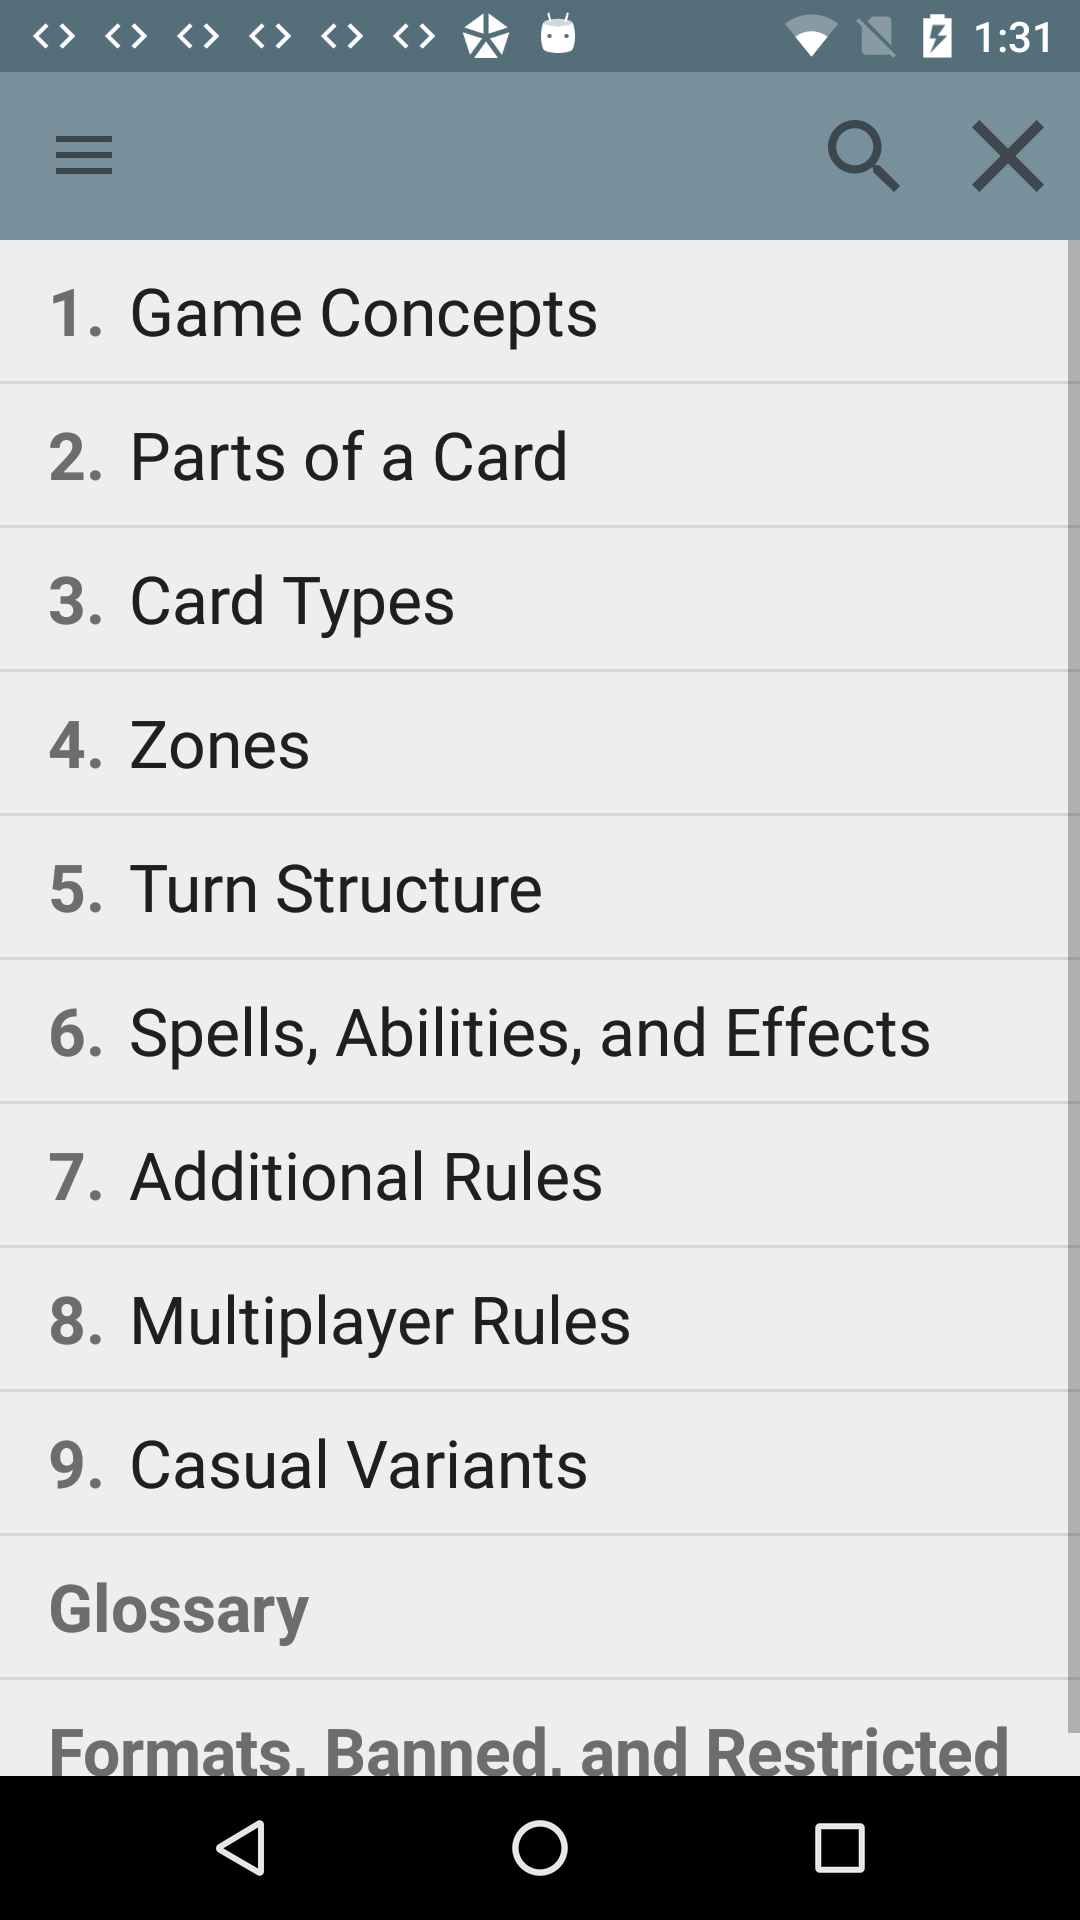 1:31
1. Game Concepts
2. Parts of a Card
3. Card Types
4. Zones
5. Turn Structure
6. Spells, Abilities, and Effects
7. Additional Rules
8. Multiplayer Rules
9. Casual Variants
Glossary
Formats, Banned, and Restricted